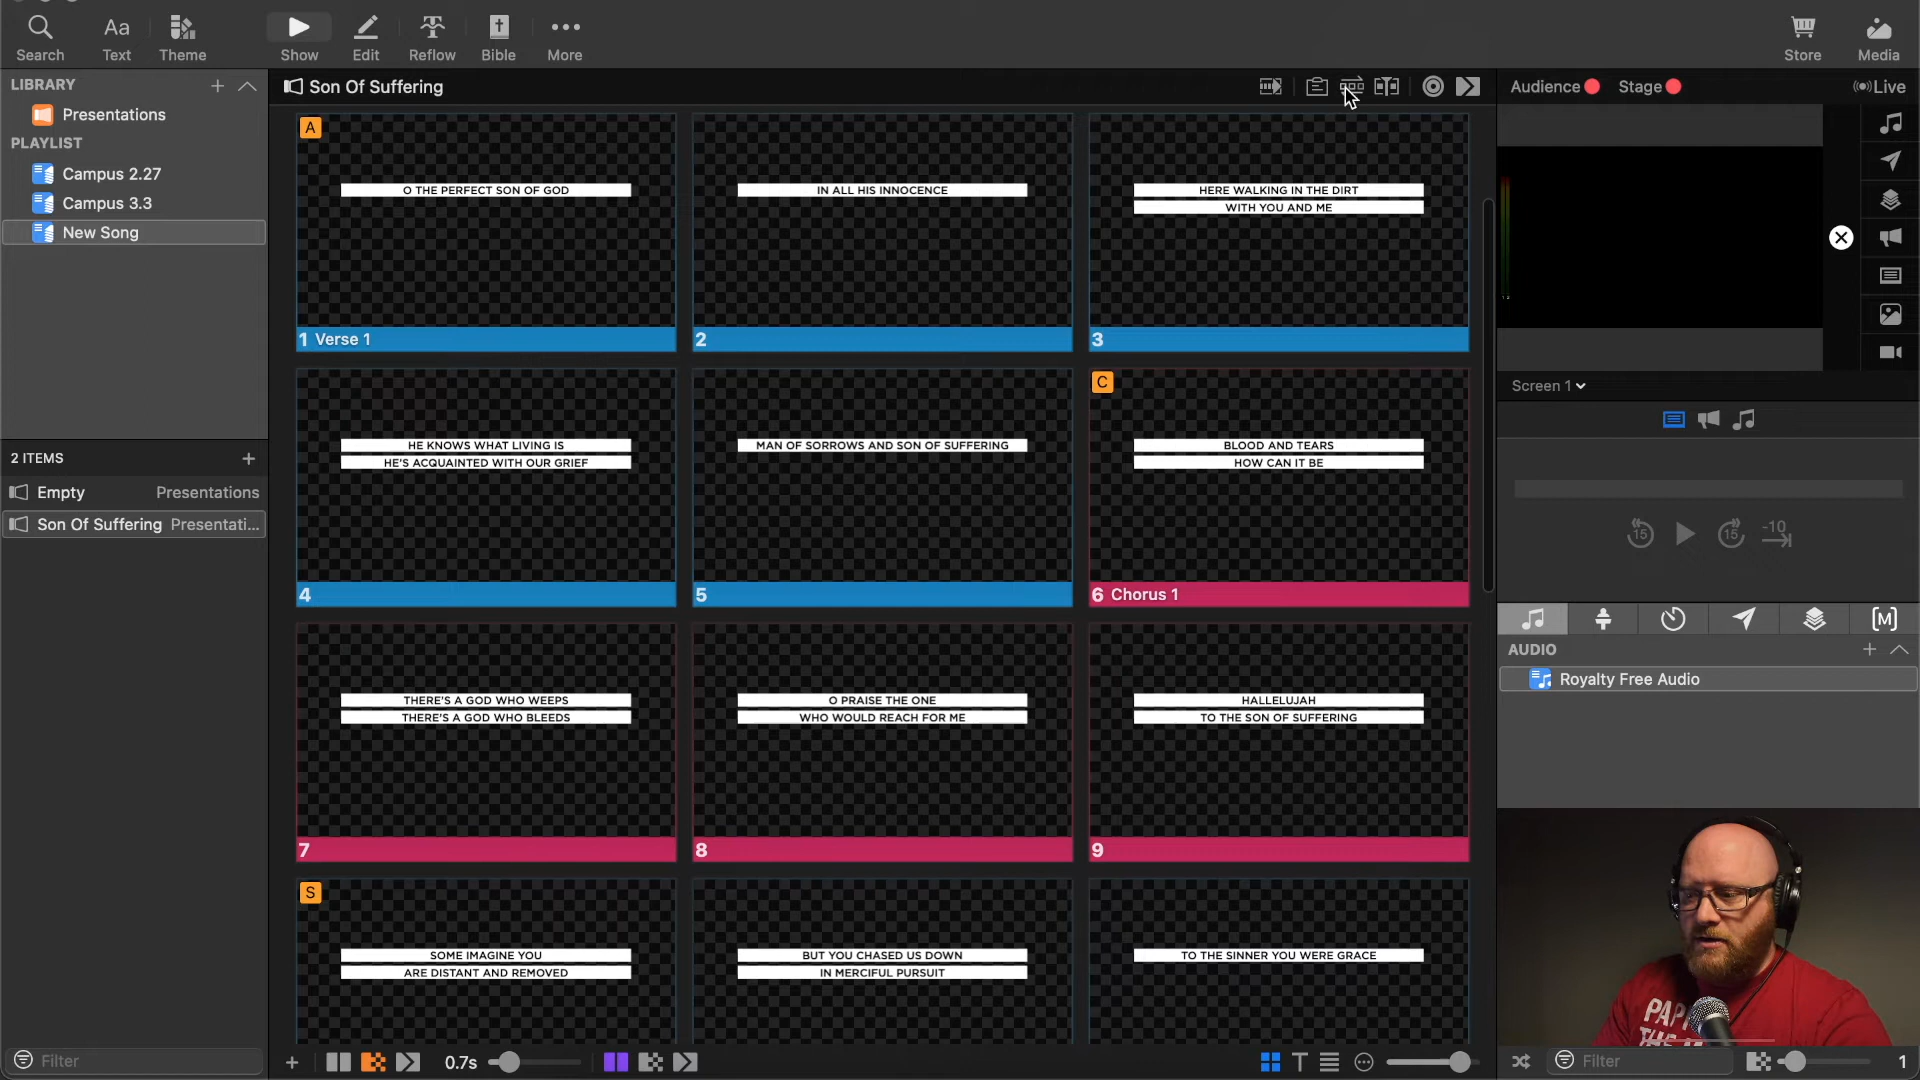 Search
Text
Theme
Show
Edit
Reflow
Bible
More
Store
Media
LIBRARY
Presentations
PLAYLIST
Campus 2.27
Campus 3.3
New Song
2 ITEMS
Empty Presentations
Son Of Suffering Presentati...
Filter
Son Of Suffering
A
O THE PERFECT SON OF GOD
1 Verse 1
IN ALL HIS INNOCENCE
2
HERE WALKING IN THE DIRT
WITH YOU AND ME
3
HE KNOWS WHAT LIVING IS
HE'S ACQUAINTED WITH OUR GRIEF
4
MAN OF SORROWS AND SON OF SUFFERING
5
C
BLOOD AND TEARS
HOW CAN IT BE
6 Chorus 1
THERE'S A GOD WHO WEEPS
THERE'S A GOD WHO BLEEDS
7
O PRAISE THE ONE
WHO WOULD REACH FOR ME
8
HALLELUJAH
TO THE SON OF SUFFERING
9
S
SOME IMAGINE YOU
ARE DISTANT AND REMOVED
BUT YOU CHASED US DOWN
IN MERCIFUL PURSUIT
TO THE SINNER YOU WERE GRACE
0.7s
Audience Stage Live
Screen 1
15 15 -10
[M]
AUDIO
Royalty Free Audio
Filter
1